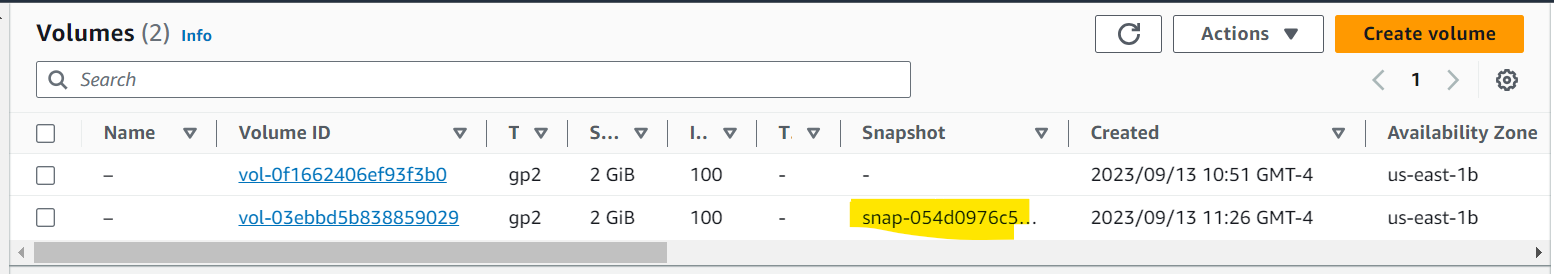 Volumes (2) Info
Actions
Create volume
Search
1
Name Volume ID T S... I.. T. Snapshot Created Availability Zone
– vol-0f1662406ef93f3b0 gp2 2 GiB 100 - - 2023/09/13 10:51 GMT-4 us-east-1b
– vol-03ebbd5b838859029 gp2 2 GiB 100 - snap-054d0976c5... 2023/09/13 11:26 GMT-4 us-east-1b